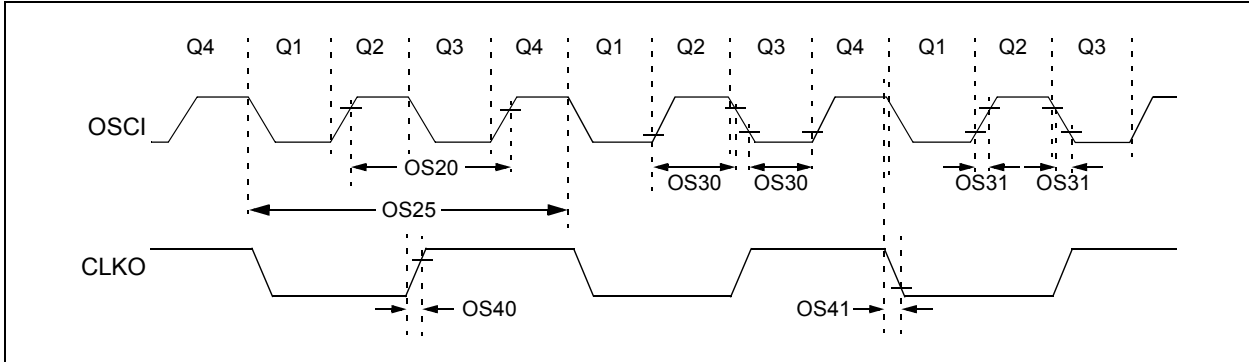 Q4 Q1 Q2 Q3 Q4 Q1 Q2 Q3 Q4 Q1 Q2 Q3
OSCI
OS20
OS30 OS30
OS31 OS31
OS25
CLKO
OS40
OS41